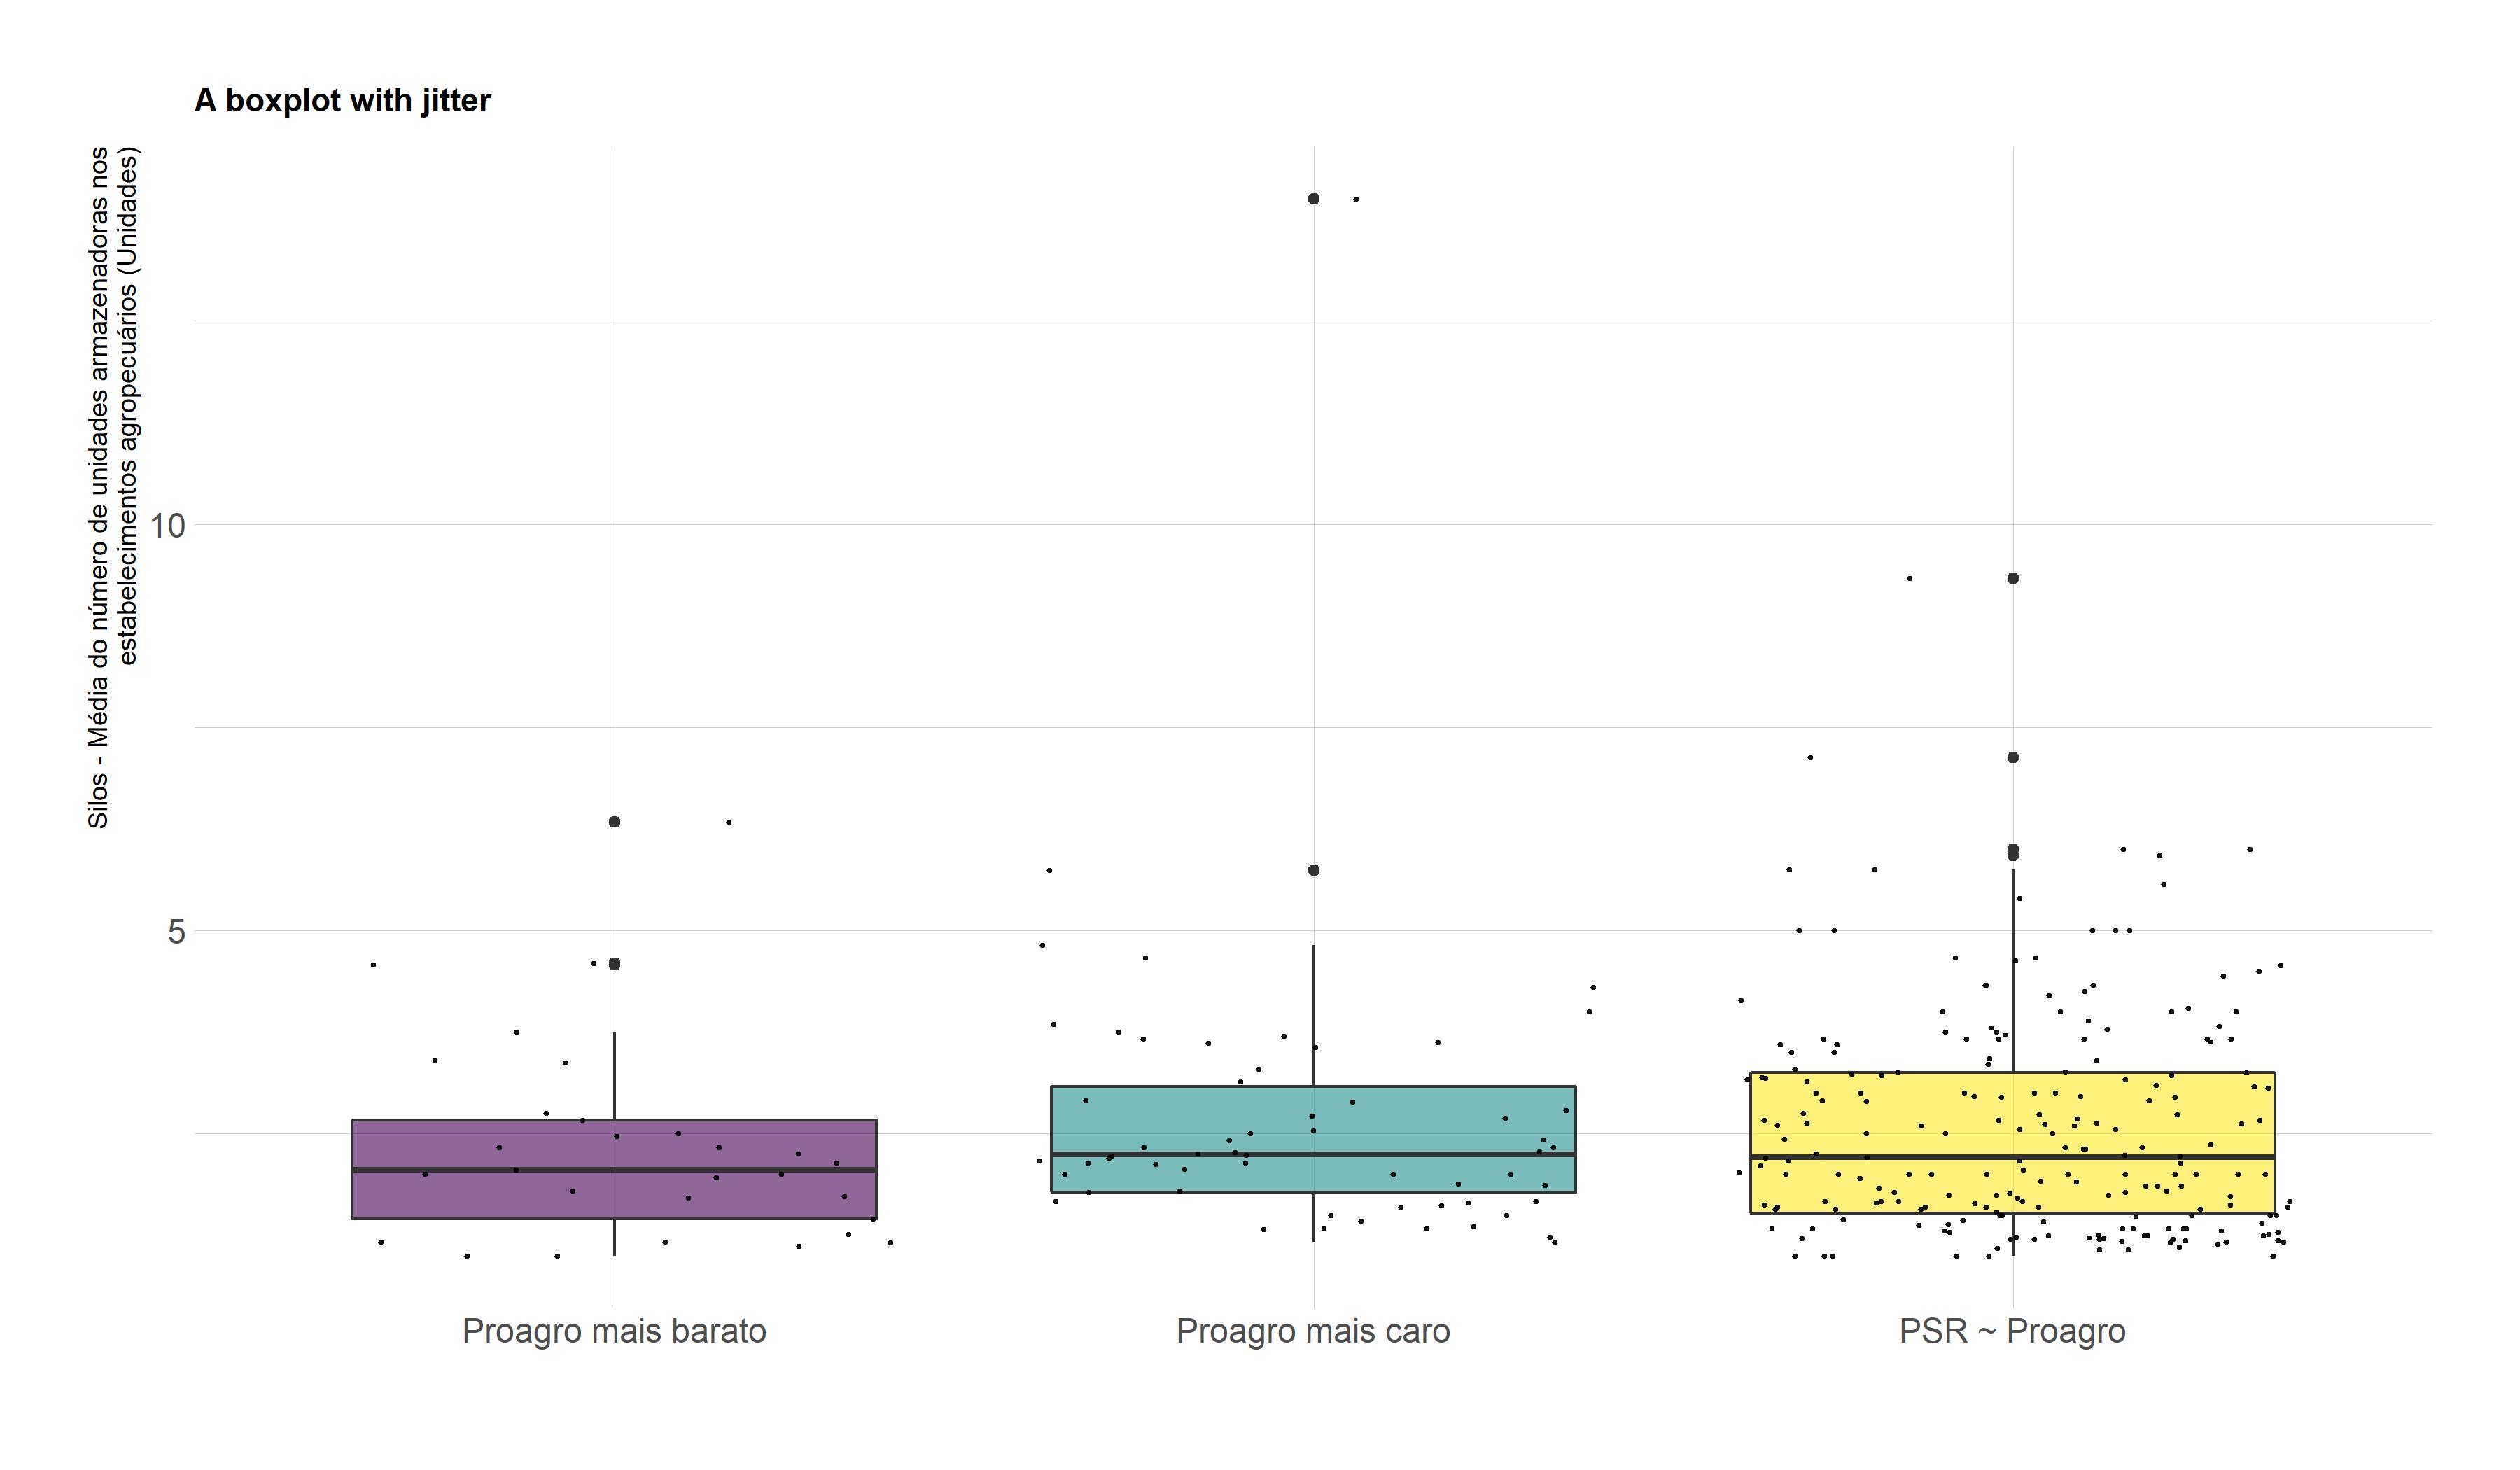 A boxplot with jitter
Silos - Média do número de unidades armazenadoras nos
estabelecimentos agropecuários (Unidades)
10
5
Proagro mais barato
Proagro mais caro
PSR ~ Proagro